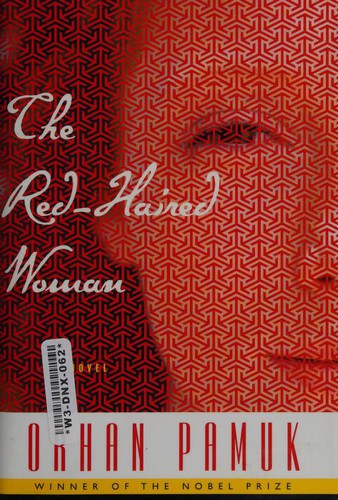 The
Red-Haired
Woman
NOVEL
*W3-DNX-062*
ORHAN PAMUK
WINNER OF THE NOBEL PRIZE